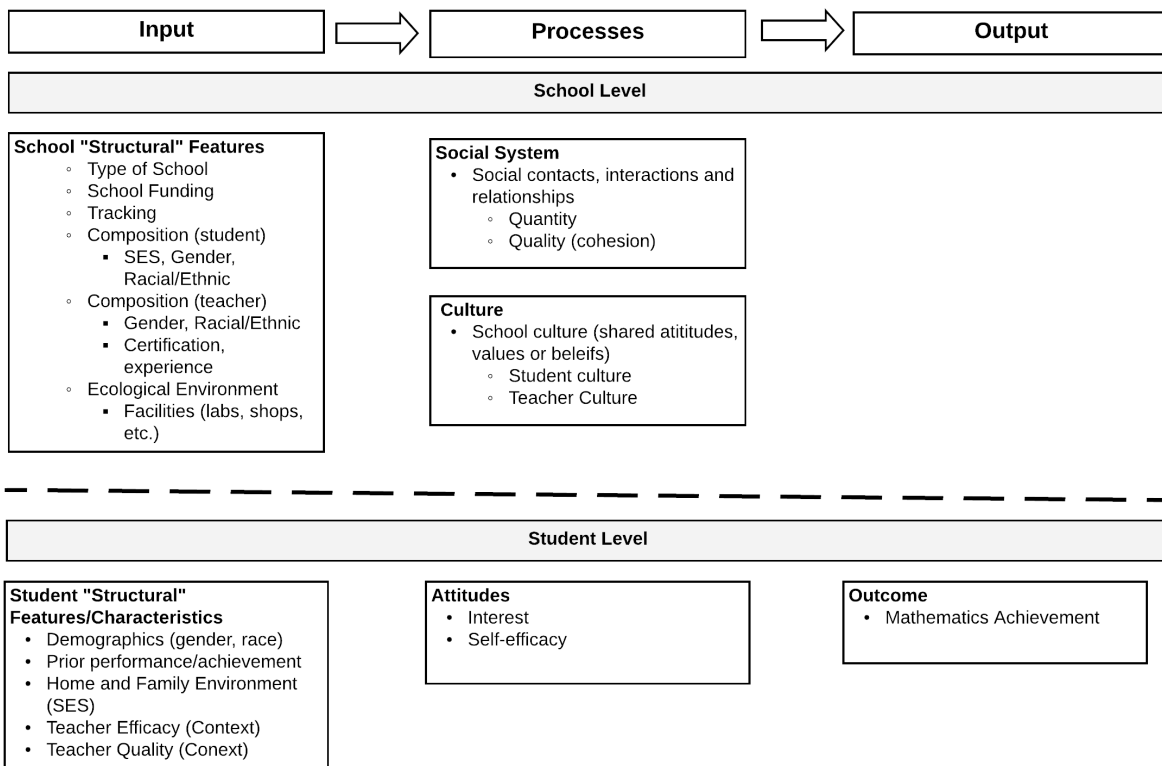 Input
Processes
Output
School Level
School "Structural" Features
◦ Type of School
◦ School Funding
◦ Tracking
◦ Composition (student)
▪ SES, Gender,
Racial/Ethnic
◦ Composition (teacher)
▪ Gender, Racial/Ethnic
▪ Certification,
experience
◦ Ecological Environment
▪ Facilities (labs, shops,
etc.)
Social System
• Social contacts, interactions and
relationships
◦ Quantity
◦ Quality (cohesion)
Culture
• School culture (shared atititudes,
values or beleifs)
◦ Student culture
◦ Teacher Culture
Student Level
Student "Structural"
Features/Characteristics
• Demographics (gender, race)
• Prior performance/achievement
• Home and Family Environment
(SES)
• Teacher Efficacy (Context)
• Teacher Quality (Conext)
Attitudes
• Interest
• Self-efficacy
Outcome
• Mathematics Achievement